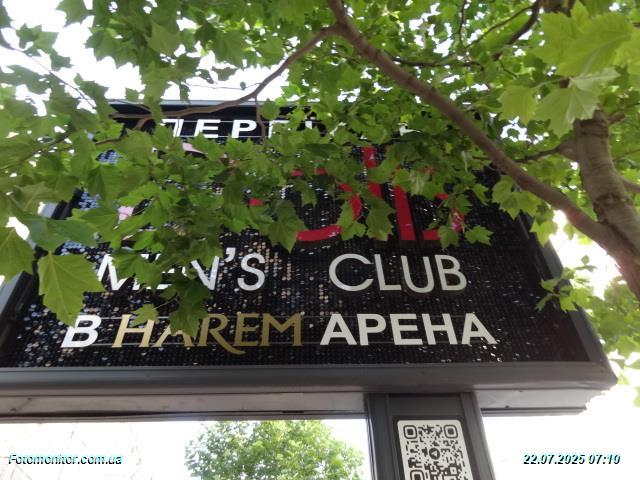 MEN'S CLUB
В HAREM АРЕНА
Fotomonitor.com.ua
22.07.2025 07:10